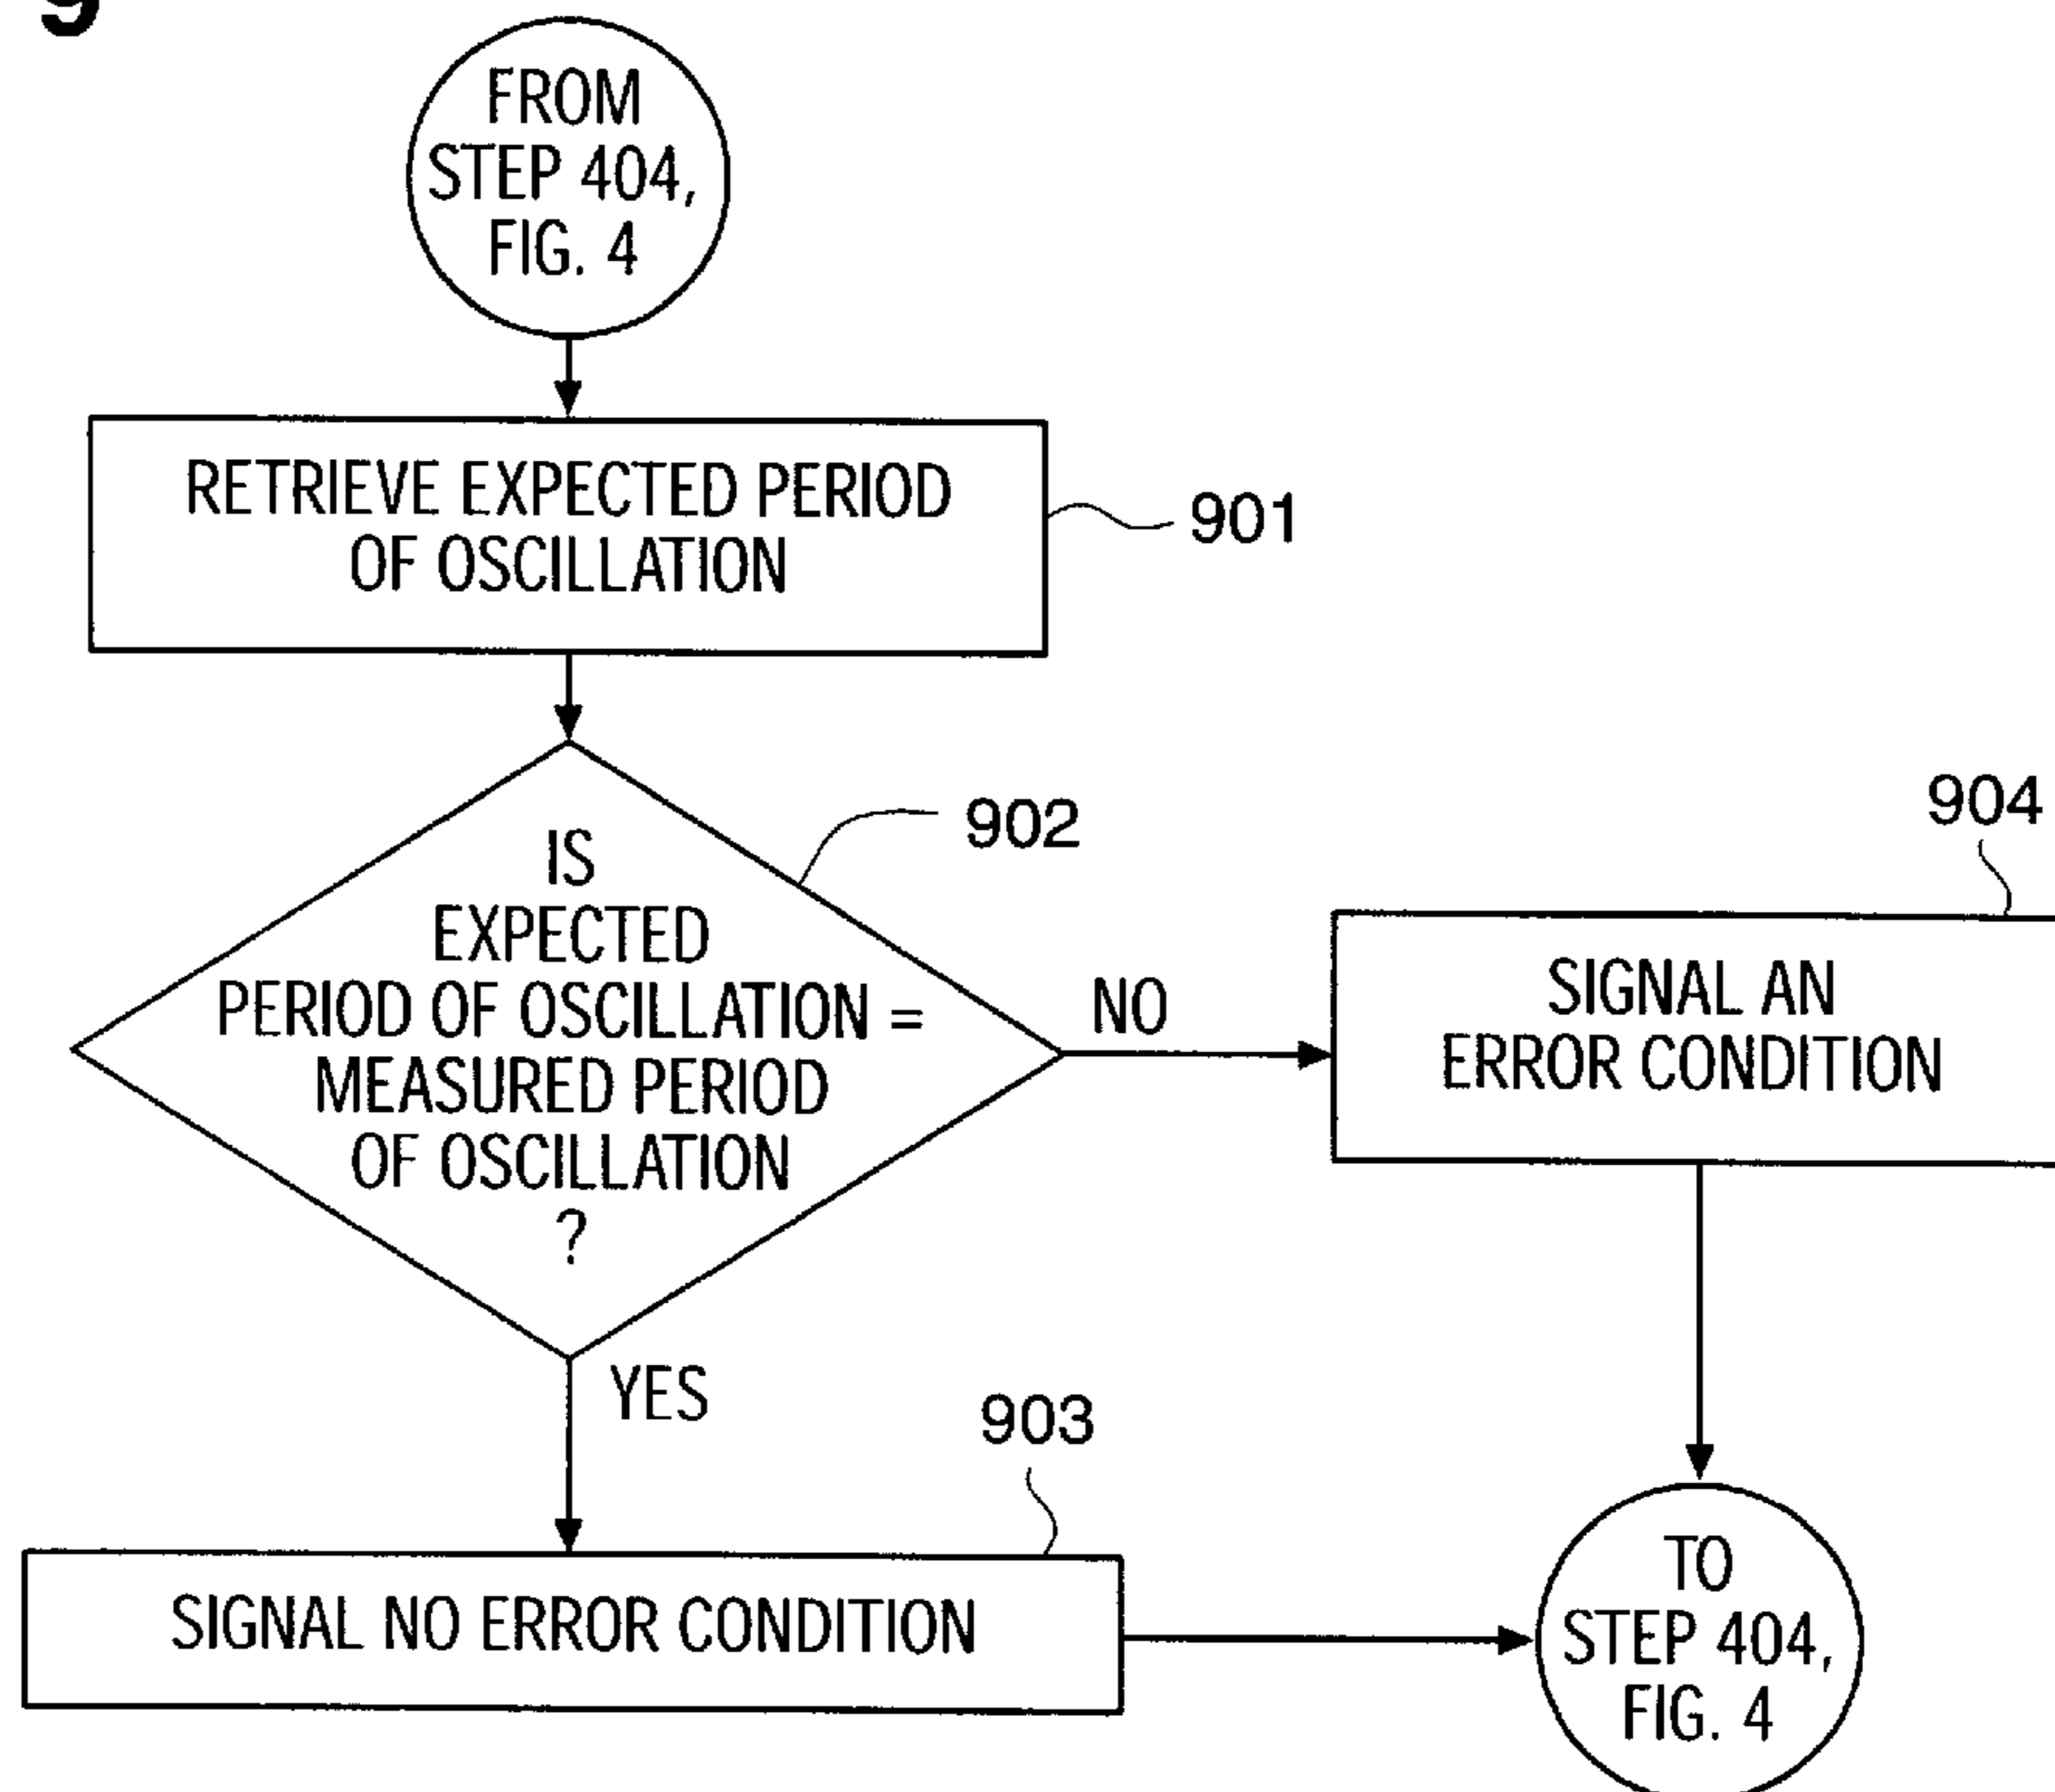 9
FROM
STEP 404,
FIG. 4
RETRIEVE EXPECTED PERIOD
OF OSCILLATION
901
IS
EXPECTED
PERIOD OF OSCILLATION =
MEASURED PERIOD
OF OSCILLATION
?
902
NO
904
SIGNAL AN
ERROR CONDITION
YES
903
SIGNAL NO ERROR CONDITION
TO
STEP 404,
FIG. 4